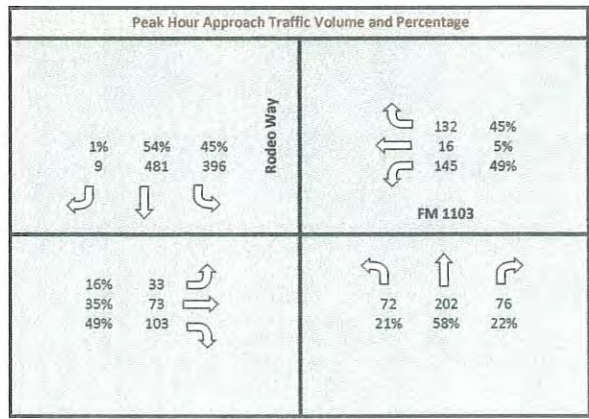 Peak Hour Approach Traffic Volume and Percentage
1% 54% 45%
9 481 396
Rodeo Way
132 45%
16 5%
145 49%
FM 1103
16% 33
35% 73
49% 103
72 202 76
21% 58% 22%